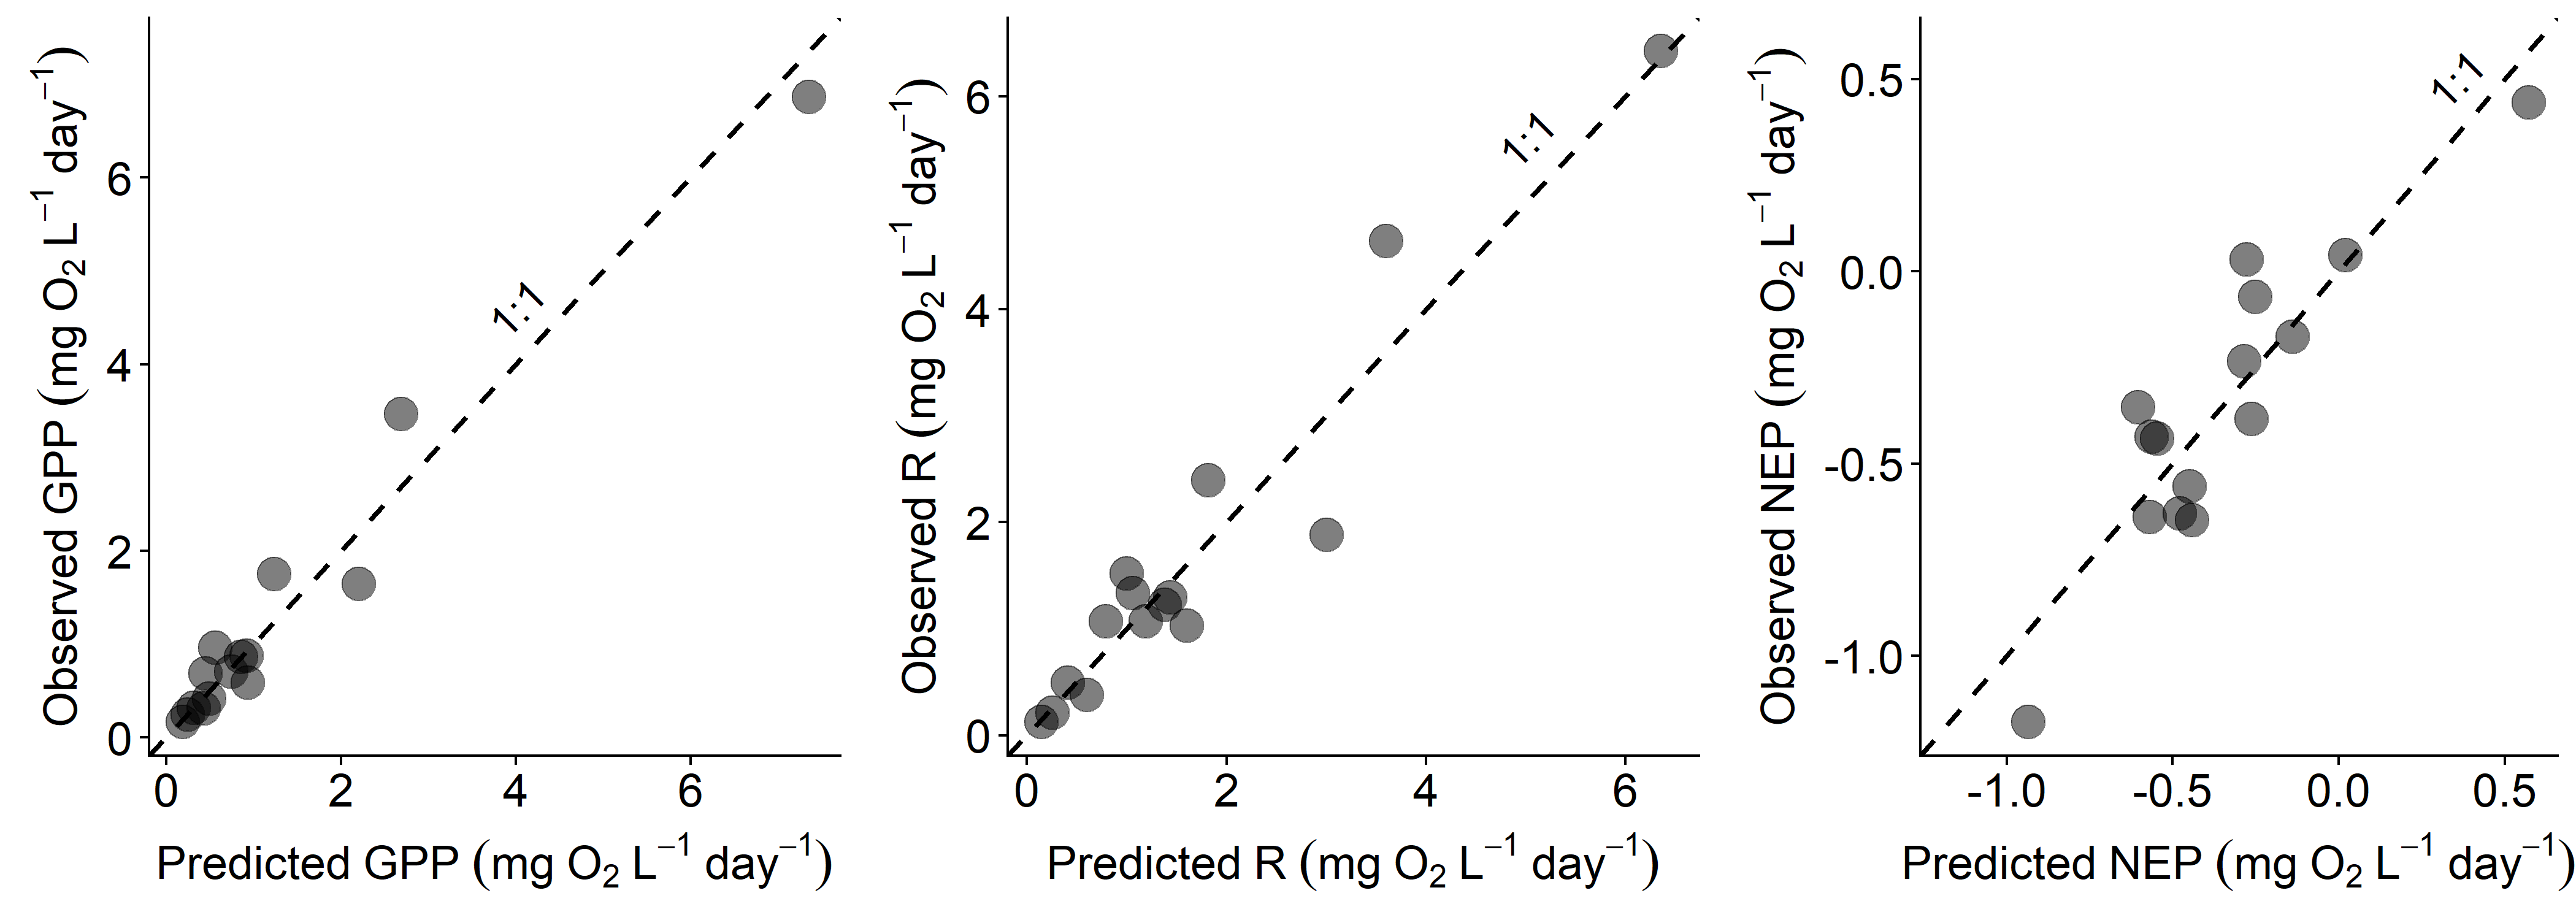 Observed GPP (mg O₂ L⁻¹ day⁻¹)
6
4
2
0
1:1
0 2 4 6
Predicted GPP (mg O₂ L⁻¹ day⁻¹)
Observed R (mg O₂ L⁻¹ day⁻¹)
6
4
2
0
1:1
0 2 4 6
Predicted R (mg O₂ L⁻¹ day⁻¹)
Observed NEP (mg O₂ L⁻¹ day⁻¹)
0.5
0.0
-0.5
-1.0
1:1
-1.0 -0.5 0.0 0.5
Predicted NEP (mg O₂ L⁻¹ day⁻¹)